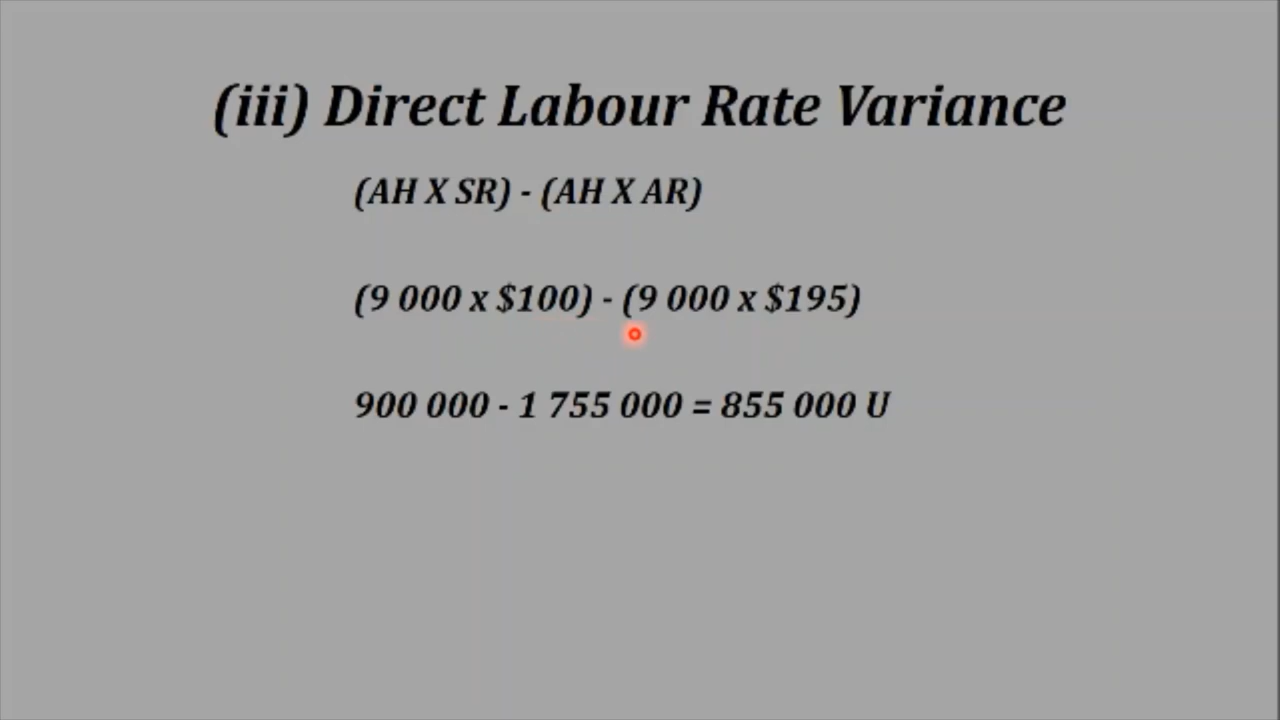 (iii) Direct Labour Rate Variance
(AH X SR) - (AH X AR)
(9 000 x $100) - (9 000 x $195)
900 000 - 1 755 000 = 855 000 U